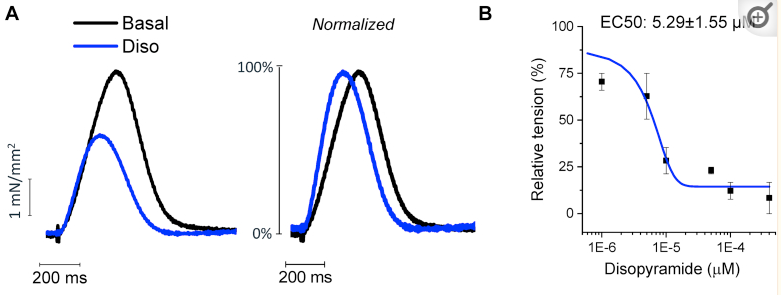 A
Basal
Diso
Normalized
1 mN/mm²
200 ms
100%
0%
200 ms
B
EC50: 5.29±1.55 μM
Relative tension (%)
100
75
50
25
0
1E-6
1E-5
1E-4
Disopyramide (μM)